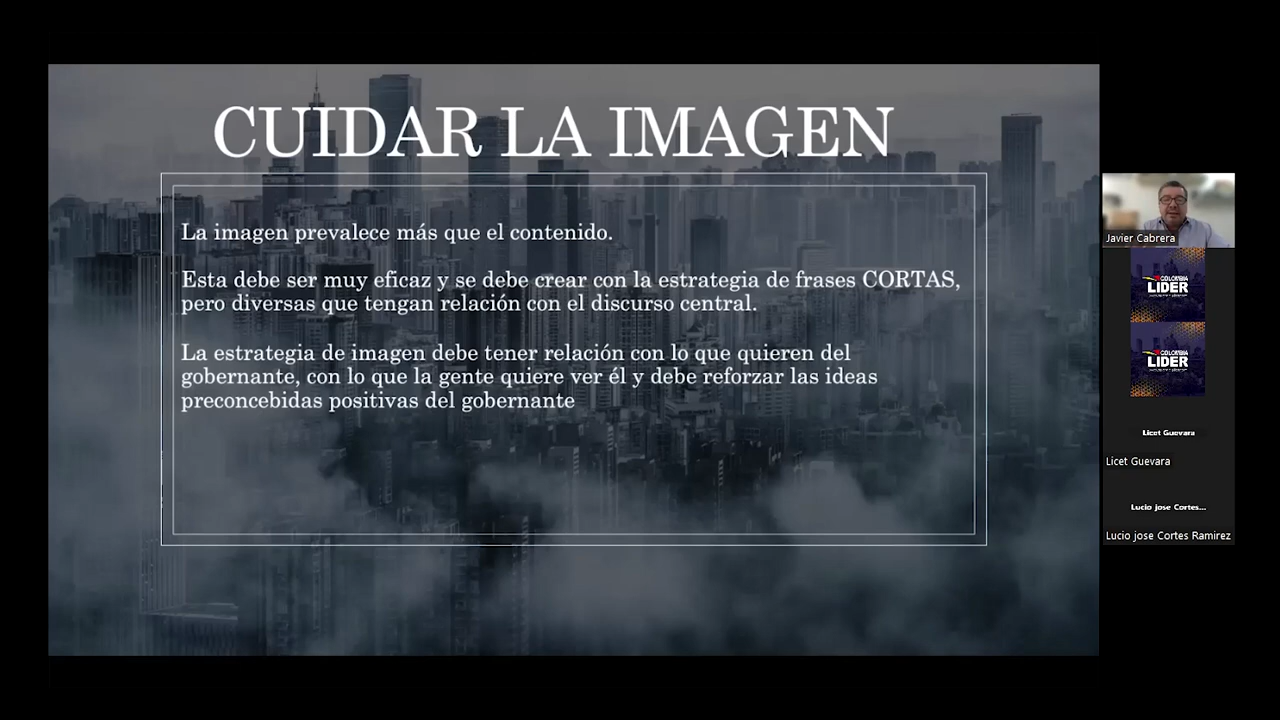 CUIDAR LA IMAGEN
La imagen prevalece más que el contenido.
Esta debe ser muy eficaz y se debe crear con la estrategia de frases CORTAS,
pero diversas que tengan relación con el discurso central.
La estrategia de imagen debe tener relación con lo que quieren del
gobernante, con lo que la gente quiere ver él y debe reforzar las ideas
preconcebidas positivas del gobernante
Javier Cabrera
COLOMBIA
LIDER
COLOMBIA
LIDER
Licet Guevara
Licet Guevara
Lucio jose Cortes...
Lucio jose Cortes Ramirez